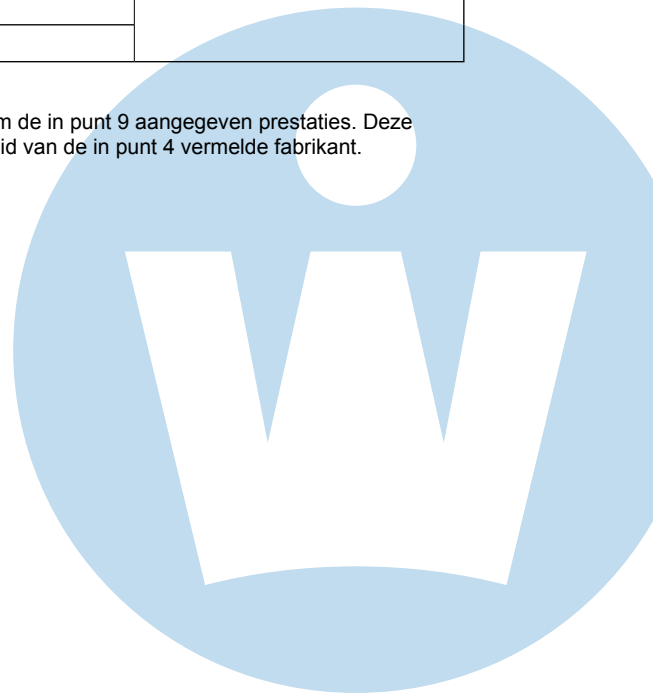 m de in punt 9 aangegeven prestaties. Deze
id van de in punt 4 vermelde fabrikant.